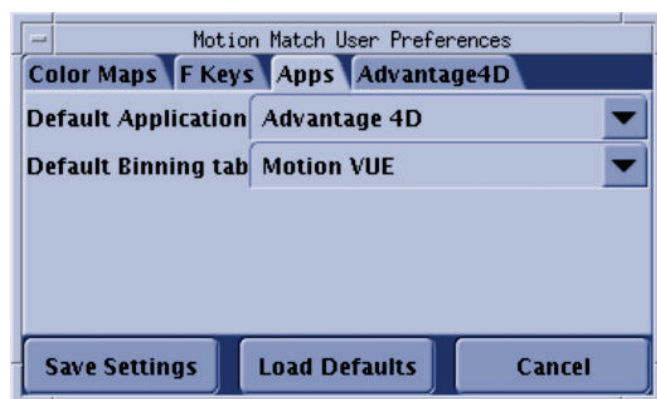 Motion Match User Preferences
Color Maps F Keys Apps Advantage4D
Default Application Advantage 4D
Default Binning tab Motion VUE
Save Settings Load Defaults Cancel